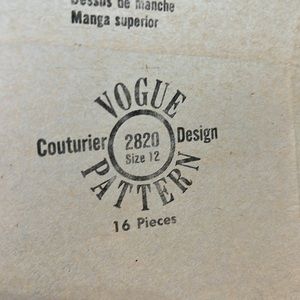 Dessus de manche
Manga superior
VOGUE
Couturier 2820 Design
Size 12
PATTERN
16 Pieces